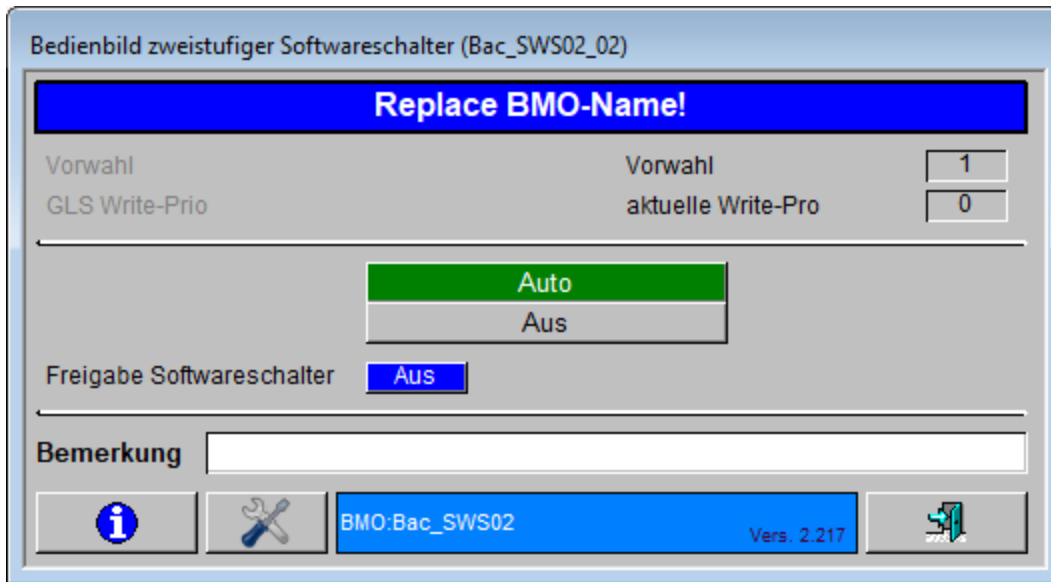 Bedienbild zweistufiger Softwareschalter (Bac_SWS02_02)
Replace BMO-Name!
Vorwahl Vorwahl 1
GLS Write-Prio aktuelle Write-Pro 0
Auto
Aus
Freigabe Softwareschalter Aus
Bemerkung
BMO:Bac_SWS02 Vers. 2.217